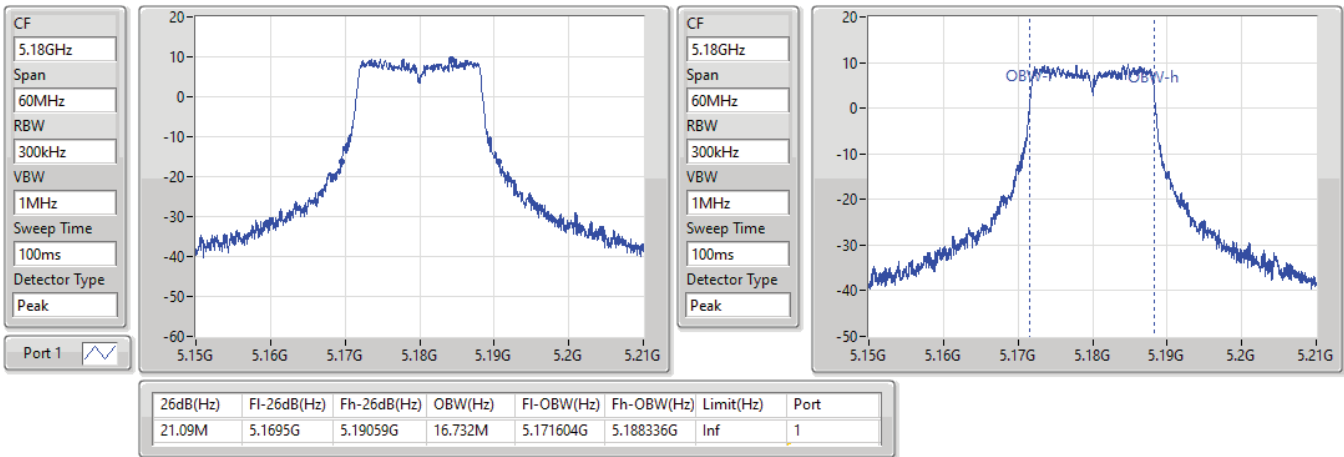 CF
5.18GHz
Span
60MHz
RBW
300kHz
VBW
1MHz
Sweep Time
100ms
Detector Type
Peak
Port 1
20
10
0
-10
-20
-30
-40
-50
-60
5.15G 5.16G 5.17G 5.18G 5.19G 5.2G 5.21G
CF
5.18GHz
Span
60MHz
RBW
300kHz
VBW
1MHz
Sweep Time
100ms
Detector Type
Peak
20
10
0
-10
-20
-30
-40
-50
OBW-l OBW-h
5.15G 5.16G 5.17G 5.18G 5.19G 5.2G 5.21G
26dB(Hz) Fl-26dB(Hz) Fh-26dB(Hz) OBW(Hz) Fl-OBW(Hz) Fh-OBW(Hz) Limit(Hz) Port
21.09M 5.1695G 5.19059G 16.732M 5.171604G 5.188336G Inf 1